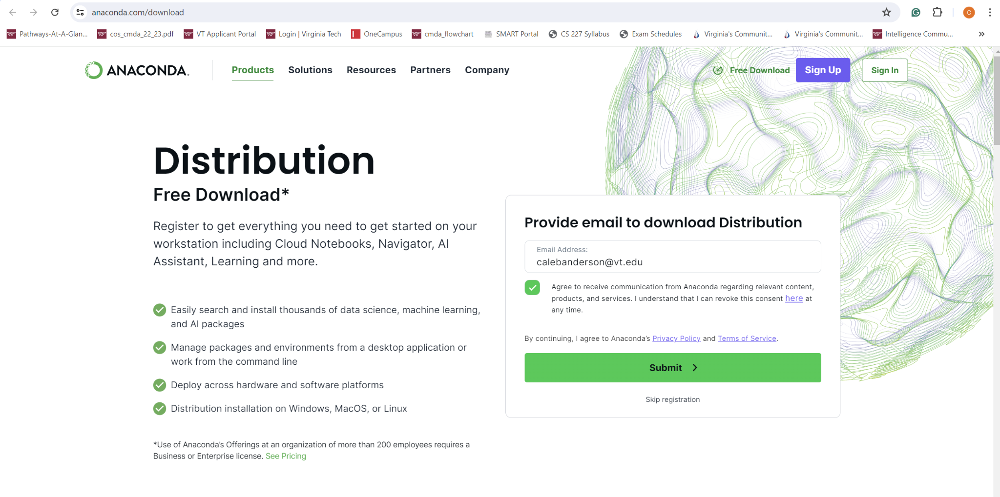 anaconda.com/download
G
C
Pathways-At-A-Glan... cos_cmda_22_23.pdf VT Applicant Portal Login | Virginia Tech OneCampus cmda_flowchart SMART Portal CS 227 Syllabus Exam Schedules Virginia's Communit... Virginia's Communit... Intelligence Commu... »
ANACONDA. Products Solutions Resources Partners Company Free Download Sign Up Sign In
Distribution
Free Download*
Register to get everything you need to get started on your
workstation including Cloud Notebooks, Navigator, AI
Assistant, Learning and more.
Easily search and install thousands of data science, machine learning,
and AI packages
Manage packages and environments from a desktop application or
work from the command line
Deploy across hardware and software platforms
Distribution installation on Windows, MacOS, or Linux
*Use of Anaconda's Offerings at an organization of more than 200 employees requires a
Business or Enterprise license. See Pricing
Provide email to download Distribution
Email Address:
calebanderson@vt.edu
Agree to receive communication from Anaconda regarding relevant content,
products, and services. I understand that I can revoke this consent here at
any time.
By continuing, I agree to Anaconda's Privacy Policy and Terms of Service.
Submit >
Skip registration